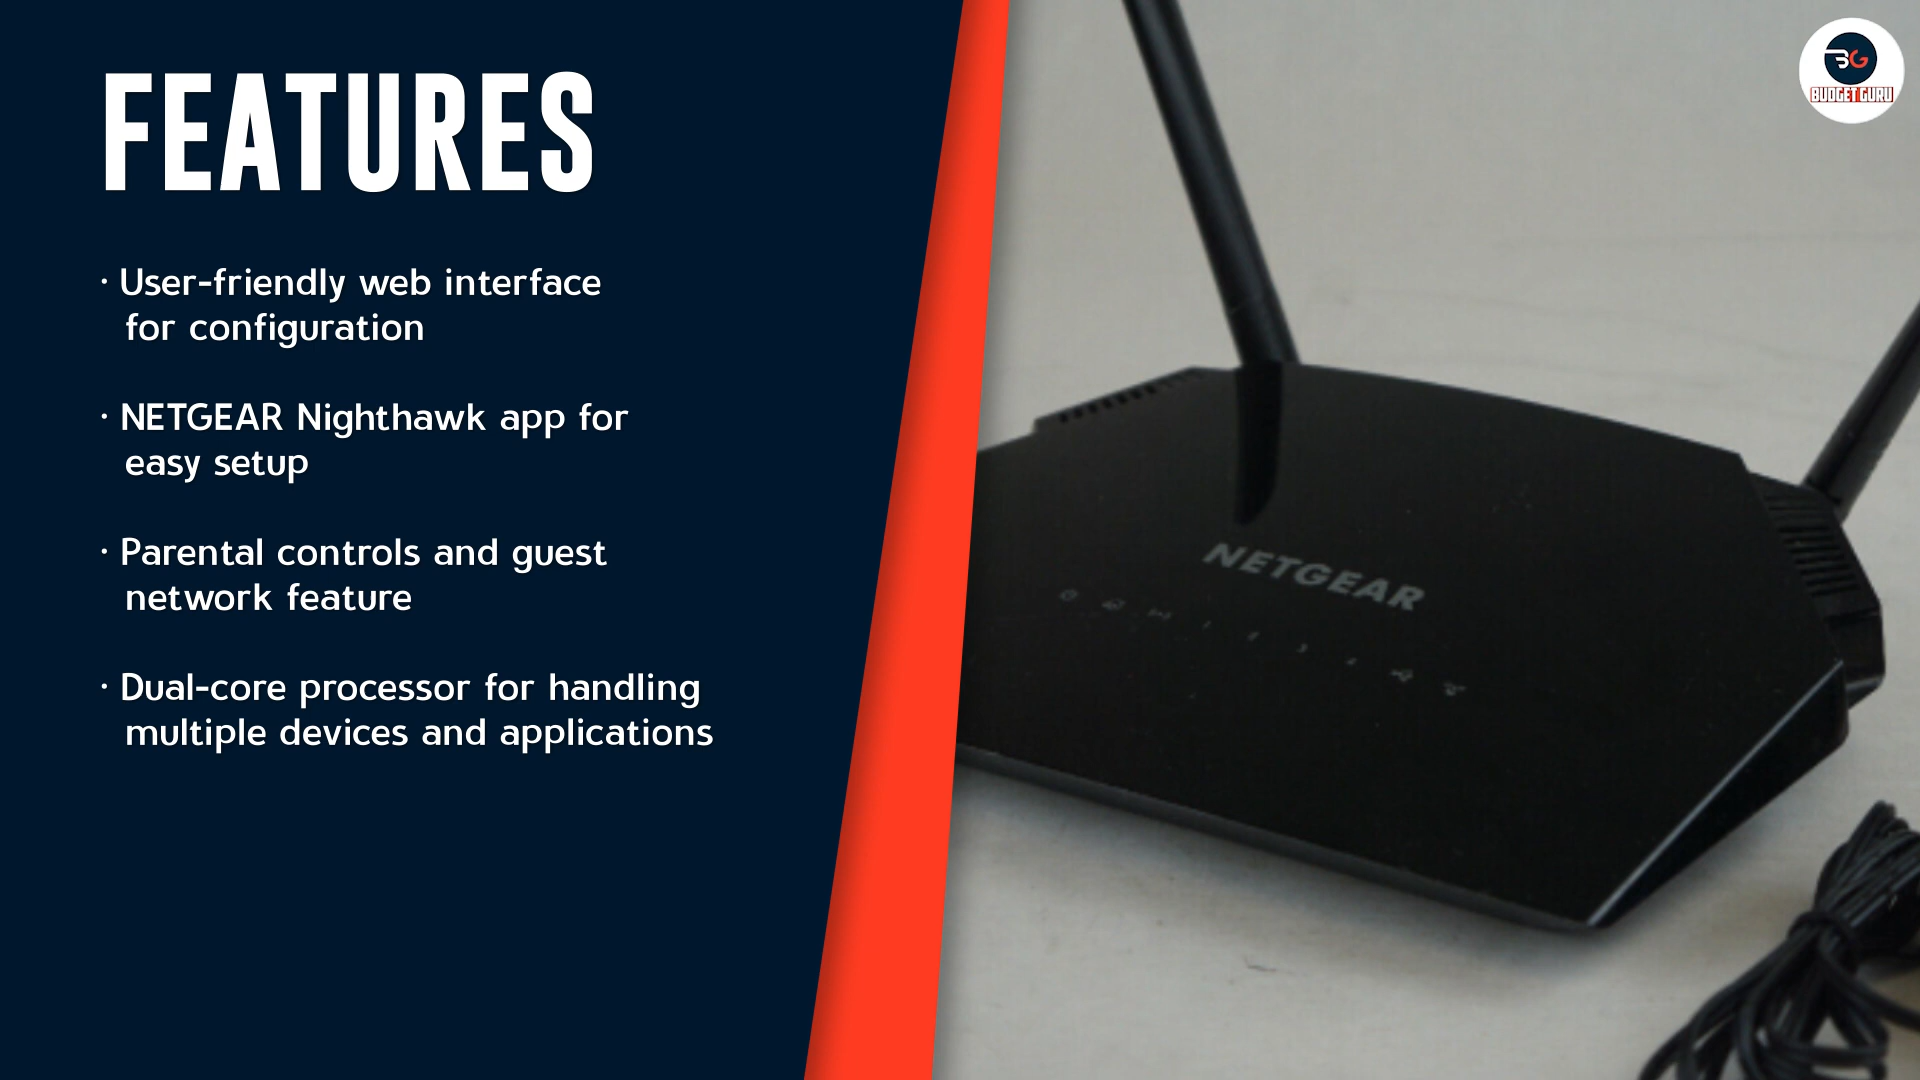 FEATURES
· User-friendly web interface
for configuration
· NETGEAR Nighthawk app for
easy setup
· Parental controls and guest
network feature
· Dual-core processor for handling
multiple devices and applications
BG
BUDGET GURU
NETGEAR